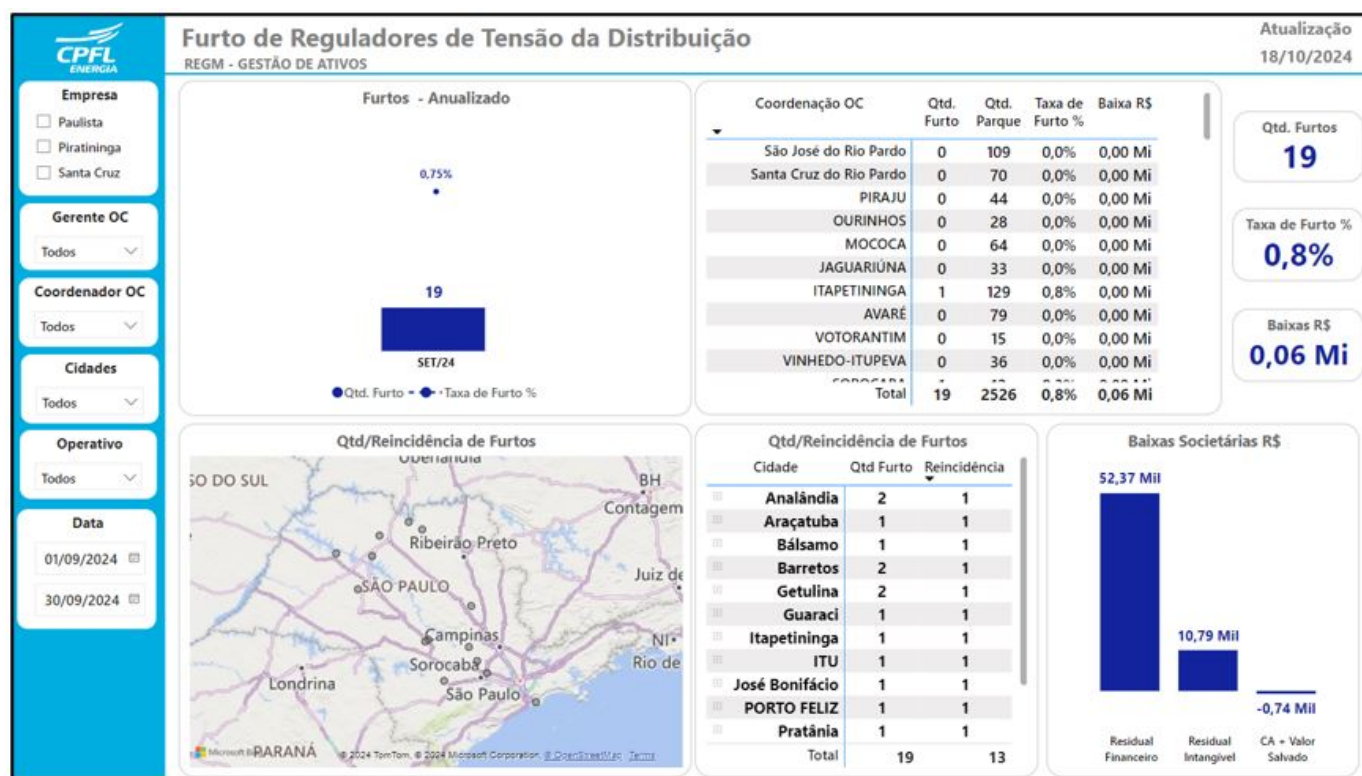 CPFL
ENERGIA
Furto de Reguladores de Tensão da Distribuição
REGM - GESTÃO DE ATIVOS
Atualização
18/10/2024
Empresa
Paulista
Piratininga
Santa Cruz
Gerente OC
Todos
Coordenador OC
Todos
Cidades
Todos
Operativo
Todos
Data
01/09/2024
30/09/2024
Furtos - Anualizado
0,75%
19
SET/24
Qtd. Furto Taxa de Furto %
Coordenação OC Qtd. Furto Qtd. Parque Taxa de Furto % Baixa R$
São José do Rio Pardo 0 109 0,0% 0,00 Mi
Santa Cruz do Rio Pardo 0 70 0,0% 0,00 Mi
PIRAJU 0 44 0,0% 0,00 Mi
OURINHOS 0 28 0,0% 0,00 Mi
MOCOCA 0 64 0,0% 0,00 Mi
JAGUARIÚNA 0 33 0,0% 0,00 Mi
ITAPETININGA 1 129 0,8% 0,00 Mi
AVARÉ 0 79 0,0% 0,00 Mi
VOTORANTIM 0 15 0,0% 0,00 Mi
VINHEDO-ITUPEVA 0 36 0,0% 0,00 Mi
Total 19 2526 0,8% 0,06 Mi
Qtd. Furtos
19
Taxa de Furto %
0,8%
Baixas R$
0,06 Mi
Qtd/Reincidência de Furtos
Uberlândia
SO DO SUL
BH
Contagem
Ribeirão Preto
Juiz de
SÃO PAULO
Campinas
NI
Sorocaba
Rio de
Londrina
São Paulo
PARANÁ
© 2024 TomTom, © 2024 Microsoft Corporation, © OpenStreetMap Terms
Qtd/Reincidência de Furtos
Cidade Qtd Furto Reincidência
Analândia 2 1
Araçatuba 1 1
Bálsamo 1 1
Barretos 2 1
Getulina 2 1
Guaraci 1 1
Itapetininga 1 1
ITU 1 1
José Bonifácio 1 1
PORTO FELIZ 1 1
Pratânia 1 1
Total 19 13
Baixas Societárias R$
52,37 Mil
10,79 Mil
-0,74 Mil
Residual Financeiro
Residual Intangível
CA + Valor Salvado